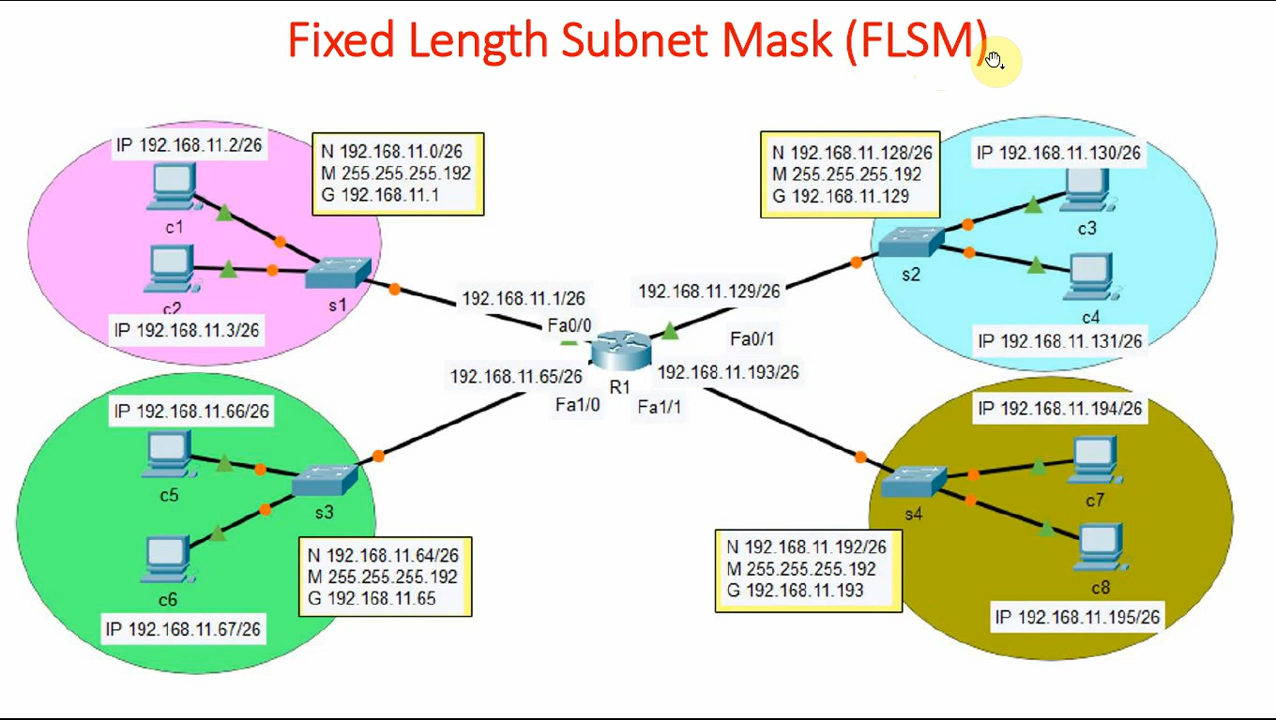 Fixed Length Subnet Mask (FLSM)
IP 192.168.11.2/26
c1
c2
IP 192.168.11.3/26
N 192.168.11.0/26
M 255.255.255.192
G 192.168.11.1
s1
192.168.11.1/26
Fa0/0
N 192.168.11.128/26
M 255.255.255.192
G 192.168.11.129
IP 192.168.11.130/26
c3
s2
c4
IP 192.168.11.131/26
192.168.11.129/26
Fa0/1
R1
192.168.11.65/26
Fa1/0
192.168.11.193/26
Fa1/1
IP 192.168.11.66/26
c5
s3
c6
IP 192.168.11.67/26
N 192.168.11.64/26
M 255.255.255.192
G 192.168.11.65
IP 192.168.11.194/26
c7
s4
c8
IP 192.168.11.195/26
N 192.168.11.192/26
M 255.255.255.192
G 192.168.11.193